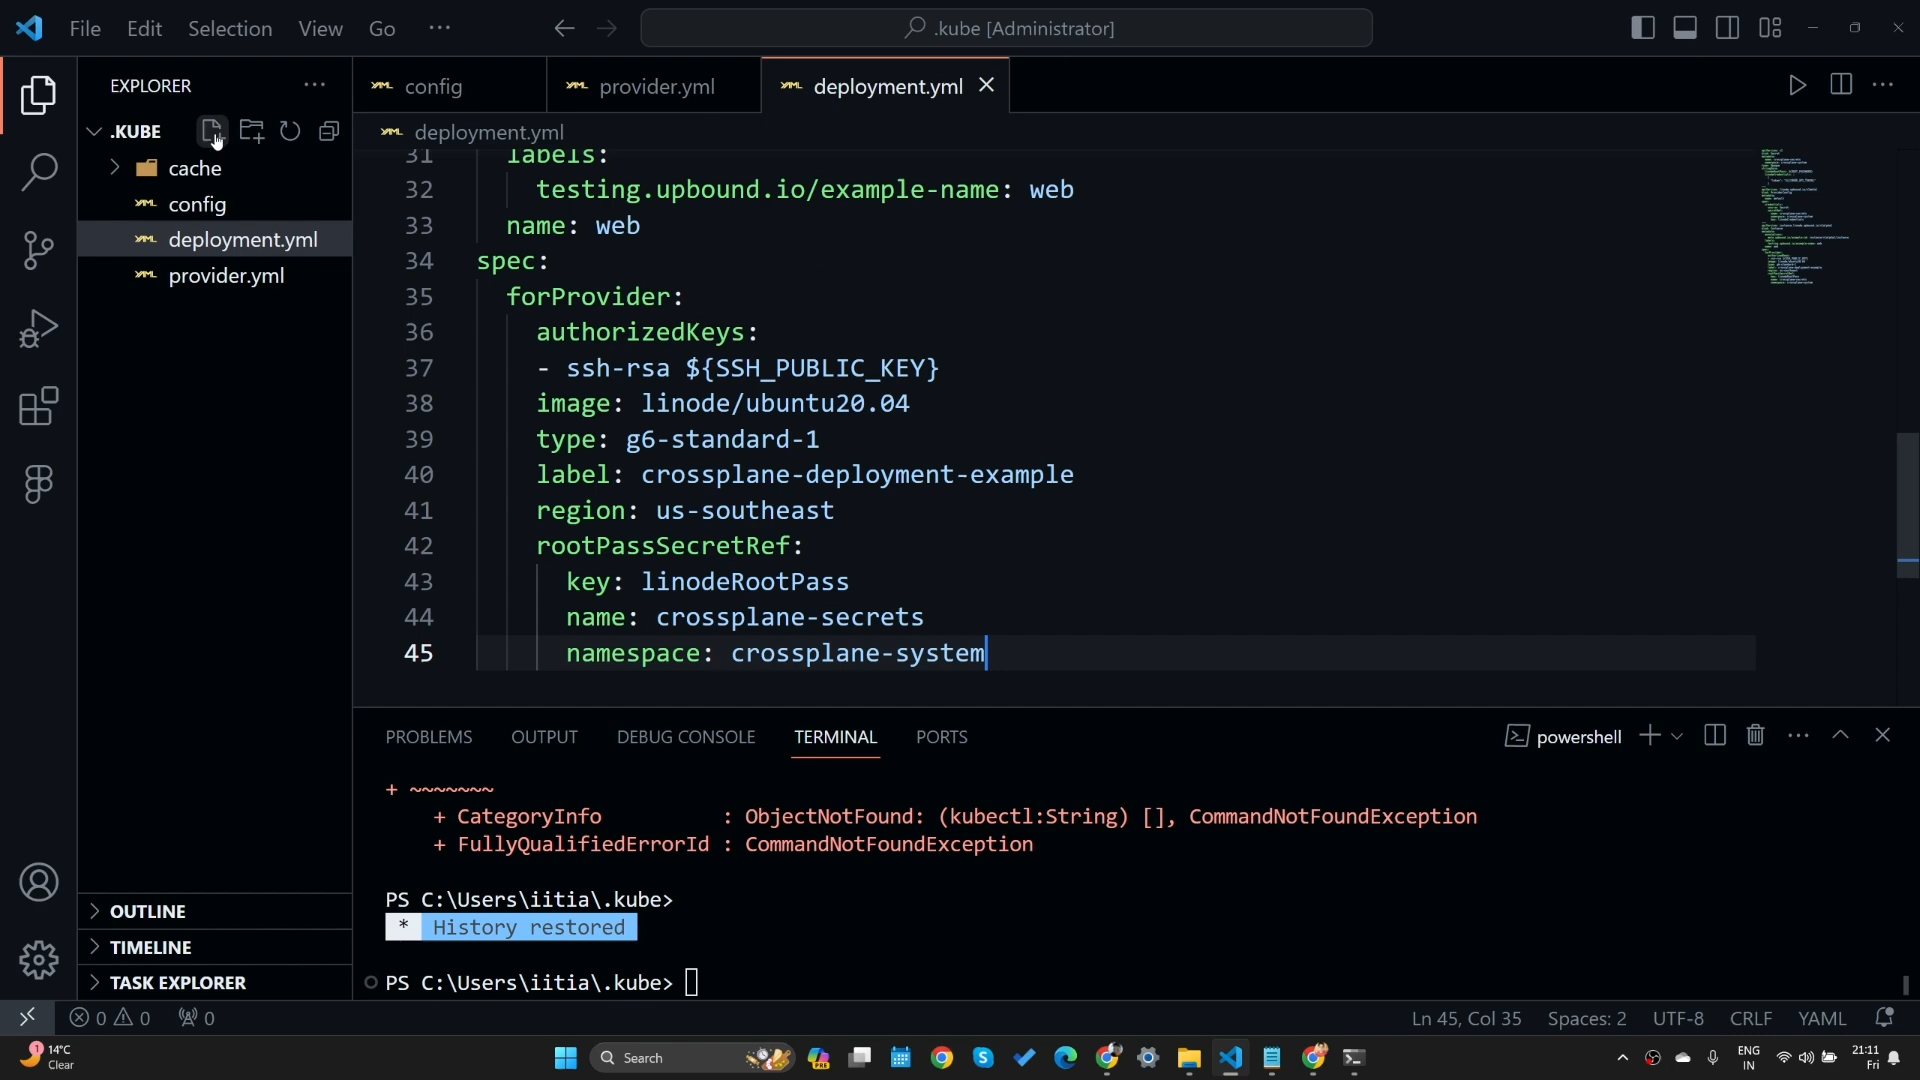 File Edit Selection View Go ··· .kube [Administrator]
EXPLORER ···
.KUBE
cache
config
deployment.yml
provider.yml
OUTLINE
TIMELINE
TASK EXPLORER
config provider.yml deployment.yml
deployment.yml
31 labels:
32 testing.upbound.io/example-name: web
33 name: web
34 spec:
35 forProvider:
36 authorizedKeys:
37 - ssh-rsa ${SSH_PUBLIC_KEY}
38 image: linode/ubuntu20.04
39 type: g6-standard-1
40 label: crossplane-deployment-example
41 region: us-southeast
42 rootPassSecretRef:
43 key: linodeRootPass
44 name: crossplane-secrets
45 namespace: crossplane-system
PROBLEMS OUTPUT DEBUG CONSOLE TERMINAL PORTS powershell
+ ~~~~~~~
+ CategoryInfo : ObjectNotFound: (kubectl:String) [], CommandNotFoundException
+ FullyQualifiedErrorId : CommandNotFoundException
PS C:\Users\iitia\.kube>
* History restored
PS C:\Users\iitia\.kube>
0 0 0 Ln 45, Col 35 Spaces: 2 UTF-8 CRLF YAML
1 14°C
Clear
Search
PRE
ENG
IN
21:11
Fri